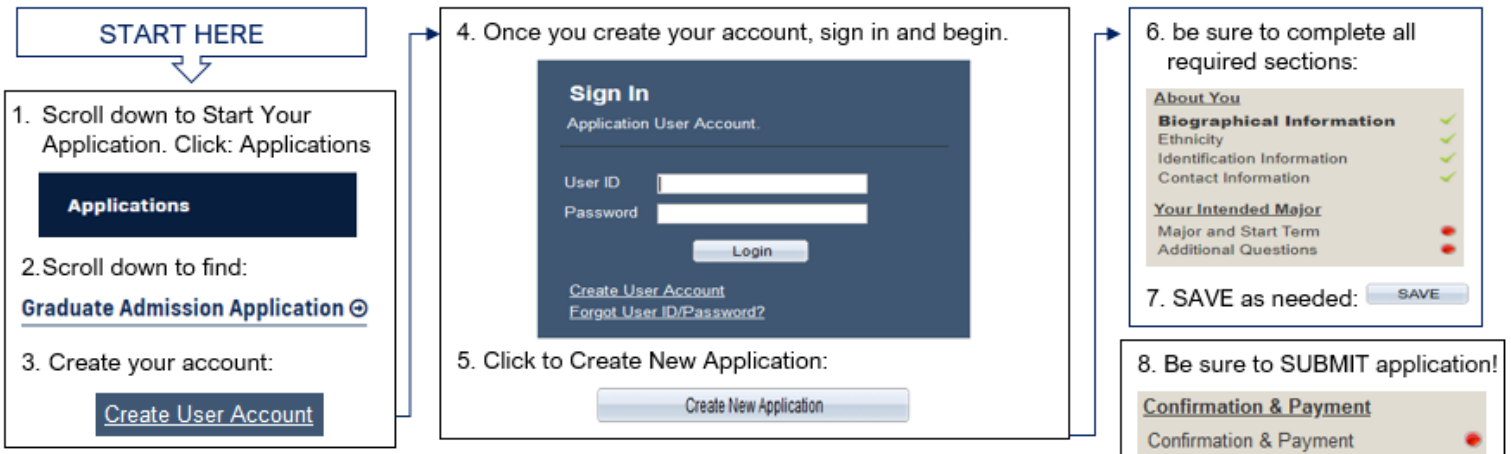 START HERE
1. Scroll down to Start Your
Application. Click: Applications
Applications
2.Scroll down to find:
Graduate Admission Application
3. Create your account:
Create User Account
4. Once you create your account, sign in and begin.
Sign In
Application User Account.
User ID
Password
Login
Create User Account
Forgot User ID/Password?
5. Click to Create New Application:
Create New Application
6. be sure to complete all
required sections:
About You
Biographical Information
Ethnicity
Identification Information
Contact Information
Your Intended Major
Major and Start Term
Additional Questions
7. SAVE as needed: SAVE
8. Be sure to SUBMIT application!
Confirmation & Payment
Confirmation & Payment